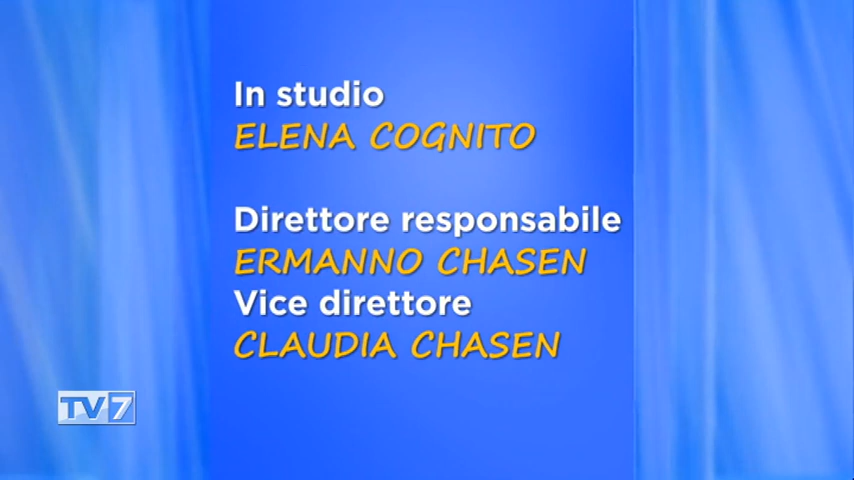 In studio
ELENA COGNITO
Direttore responsabile
ERMANNO CHASEN
Vice direttore
CLAUDIA CHASEN
TV7